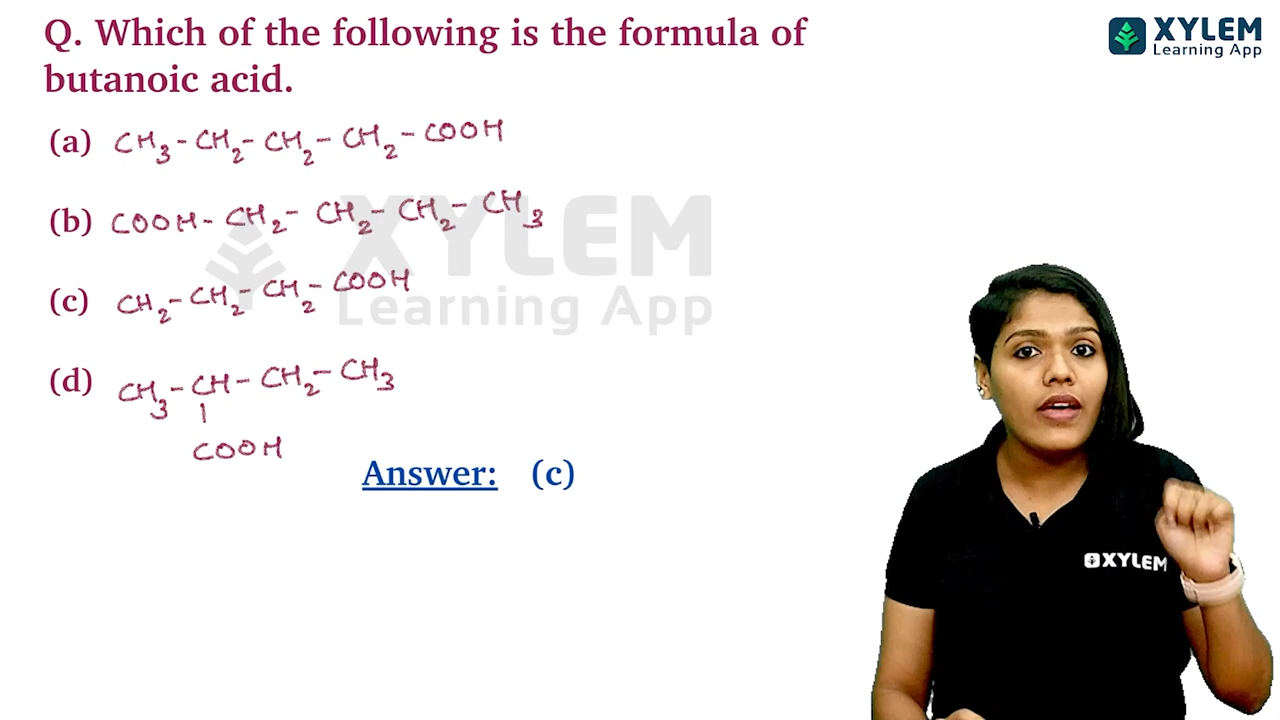 Q. Which of the following is the formula of
butanoic acid.
XYLEM
Learning App
(a) CH₃-CH₂-CH₂-CH₂-COOH
(b) COOH-CH₂-CH₂-CH₂-CH₃
XYLEM
Learning App
(c) CH₂-CH₂-CH₂-COOH
(d) CH₃-CH-CH₂-CH₃
|
COOH
Answer: (c)
XYLEM